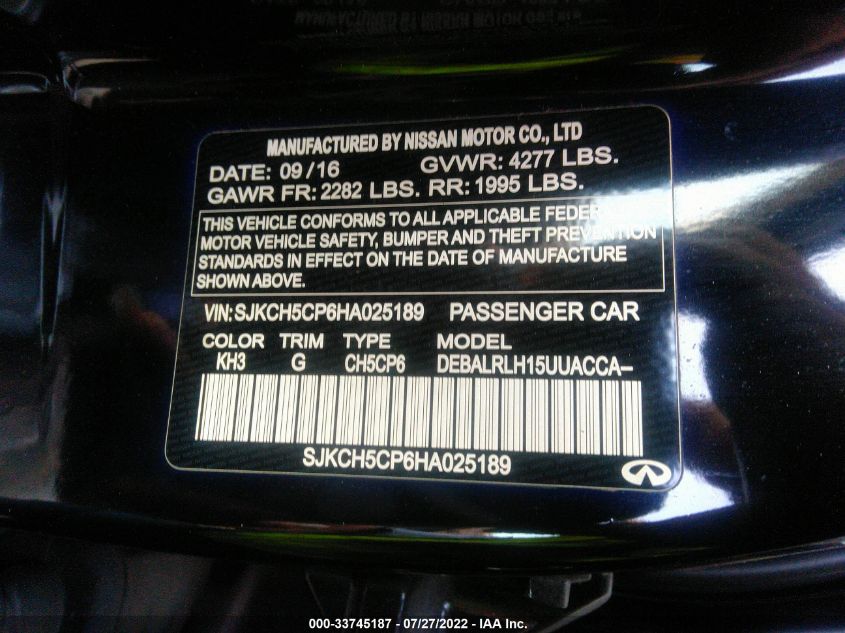 MANUFACTURED BY NISSAN MOTOR CO., LTD
DATE: 09/16 GVWR: 4277 LBS.
GAWR FR: 2282 LBS. RR: 1995 LBS.
THIS VEHICLE CONFORMS TO ALL APPLICABLE FEDERAL
MOTOR VEHICLE SAFETY, BUMPER AND THEFT PREVENTION
STANDARDS IN EFFECT ON THE DATE OF MANUFACTURE
SHOWN ABOVE.
VIN:SJKCH5CP6HA025189 PASSENGER CAR
COLOR TRIM TYPE MODEL
KH3 G CH5CP6 DEBALRLH15UUACCA-
SJKCH5CP6HA025189
000-33745187 - 07/27/2022 - IAA Inc.